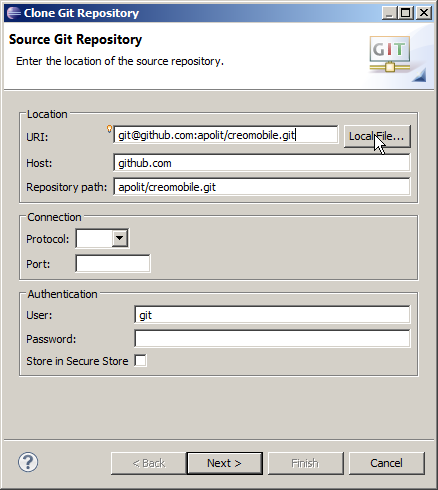 Clone Git Repository
Source Git Repository
Enter the location of the source repository.
GIT
Location
URI: git@github.com:apolit/creomobile.git Local File...
Host: github.com
Repository path: apolit/creomobile.git
Connection
Protocol:
Port:
Authentication
User: git
Password:
Store in Secure Store
? < Back Next > Finish Cancel